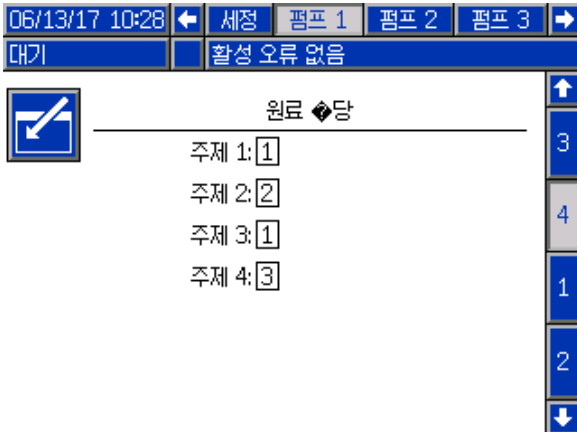 06/13/17 10:28 세정 펌프 1 펌프 2 펌프 3
대기 활성 오류 없음
원료 �당
주제 1: 1
주제 2: 2
주제 3: 1
주제 4: 3
3
4
1
2